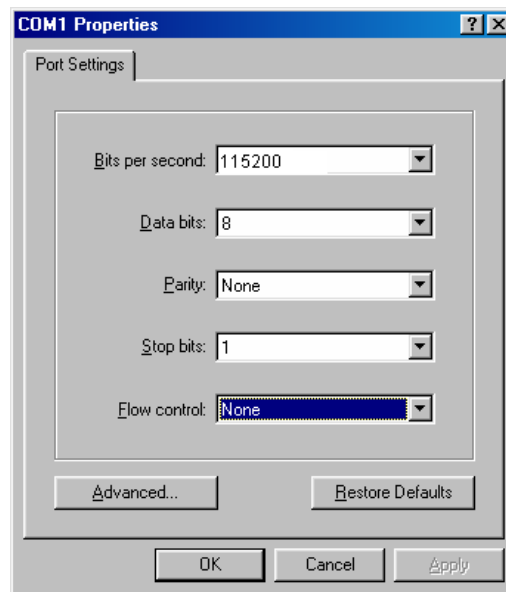 COM1 Properties
Port Settings
Bits per second: 115200
Data bits: 8
Parity: None
Stop bits: 1
Flow control: None
Advanced... Restore Defaults
OK Cancel Apply